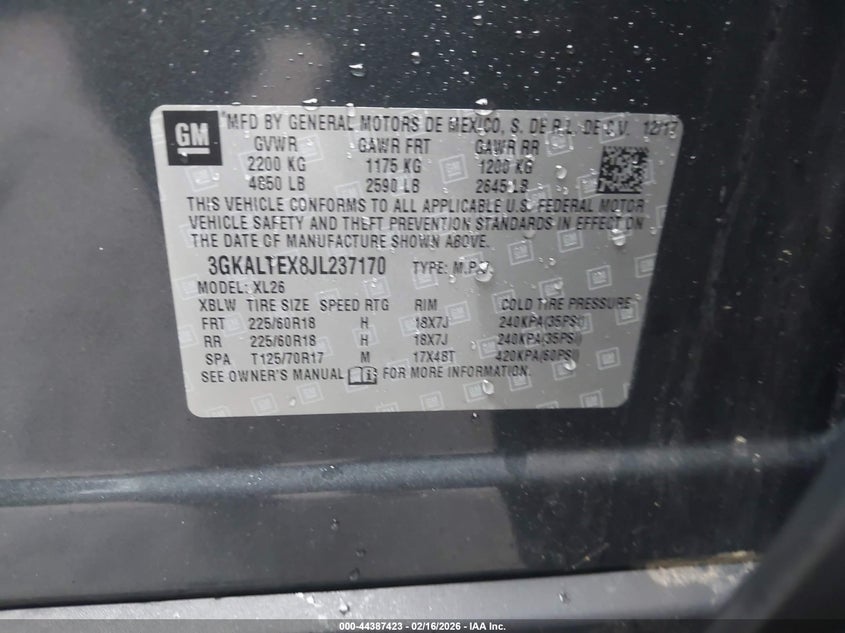 GM
MFD BY GENERAL MOTORS DE MEXICO, S. DE R.L. DE C.V. 12/17
GVWR GAWR FRT GAWR RR
2200 KG 1175 KG 1200 KG
4850 LB 2590 LB 2645 LB
THIS VEHICLE CONFORMS TO ALL APPLICABLE U.S. FEDERAL MOTOR
VEHICLE SAFETY AND THEFT PREVENTION STANDARDS IN EFFECT ON
THE DATE OF MANUFACTURE SHOWN ABOVE.
3GKALTEX8JL237170 TYPE: M.P.V.
MODEL: XL26
XBLW TIRE SIZE SPEED RTG RIM COLD TIRE PRESSURE
FRT 225/60R18 H 18X7J 240KPA(35PSI)
RR 225/60R18 H 18X7J 240KPA(35PSI)
SPA T125/70R17 M 17X4BT 420KPA(60PSI)
SEE OWNER'S MANUAL FOR MORE INFORMATION.
000-44387423 - 02/16/2026 - IAA Inc.